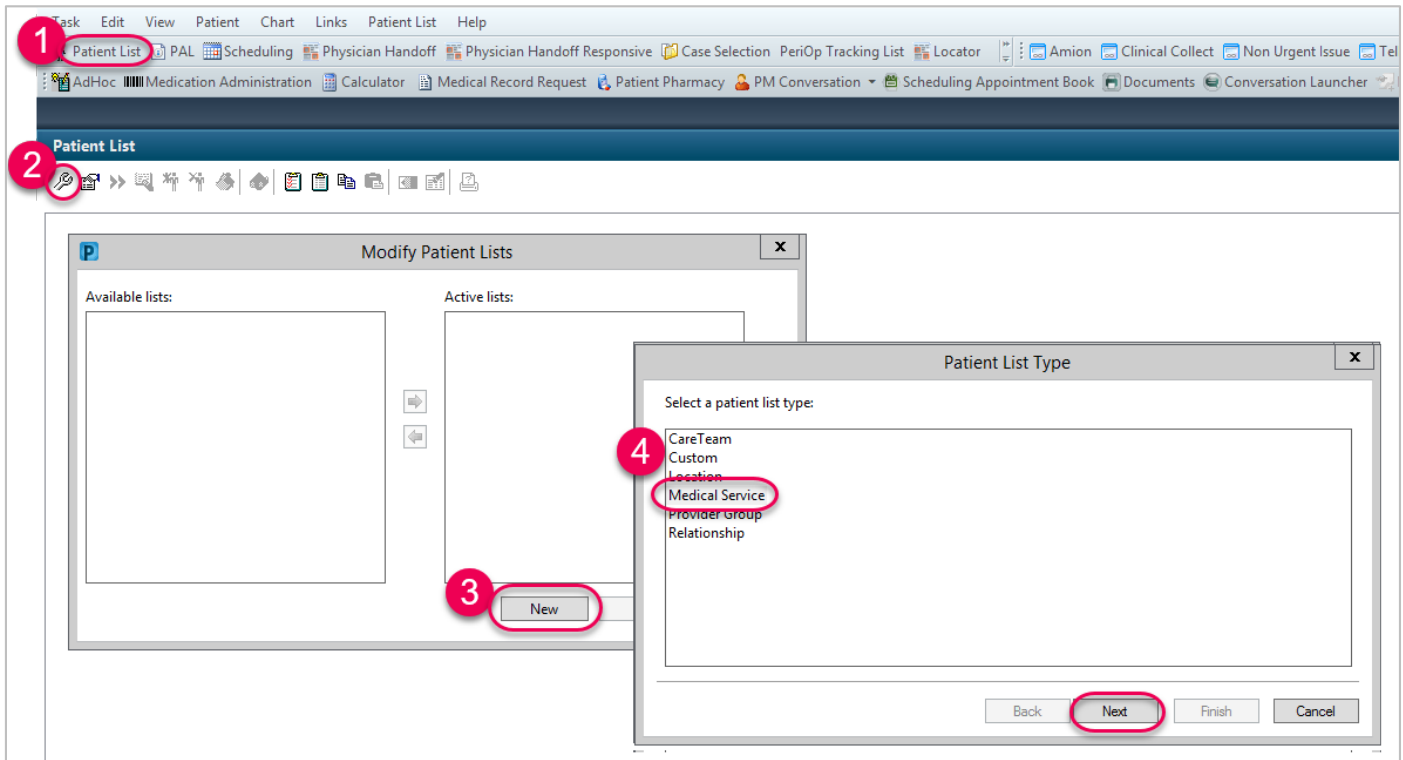 Task Edit View Patient Chart Links Patient List Help
1
Patient List PAL Scheduling Physician Handoff Physician Handoff Responsive Case Selection PeriOp Tracking List Locator Amion Clinical Collect Non Urgent Issue Tel
AdHoc Medication Administration Calculator Medical Record Request Patient Pharmacy PM Conversation Scheduling Appointment Book Documents Conversation Launcher
Patient List
2
P
Modify Patient Lists
x
Available lists:
Active lists:
3
New
Patient List Type
x
Select a patient list type:
4
CareTeam
Custom
Location
Medical Service
Provider Group
Relationship
Back Next Finish Cancel